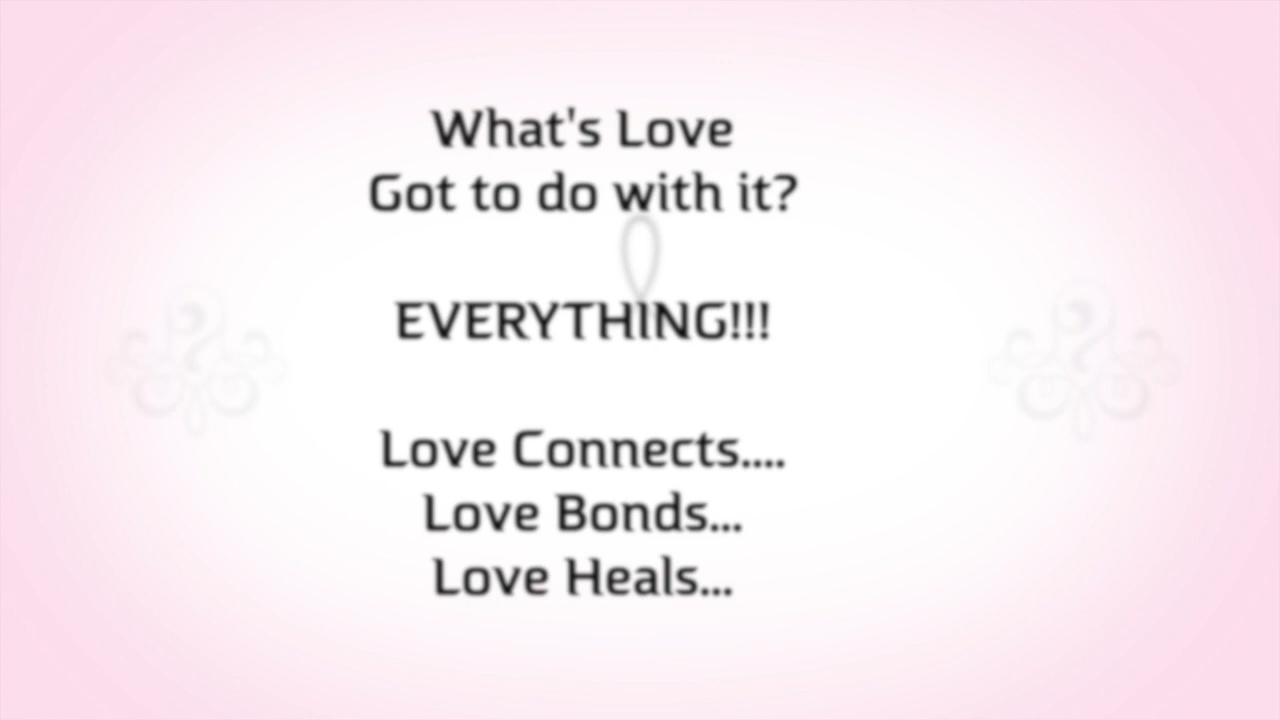 What's Love
Got to do with it?
EVERYTHING!!!
Love Connects....
Love Bonds...
Love Heals...